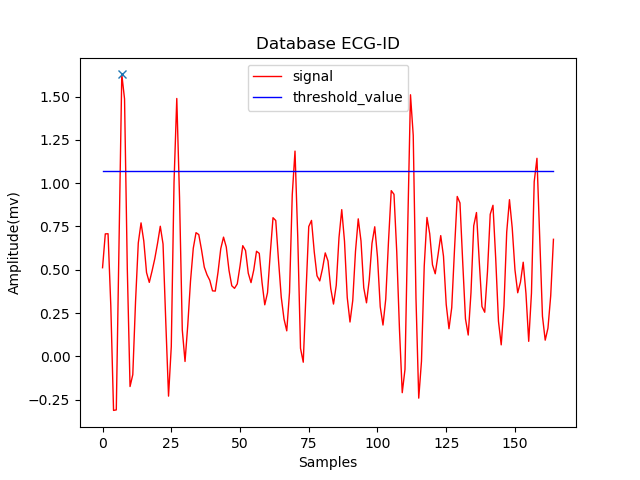 Database ECG-ID
signal
threshold_value
Amplitude(mv)
1.50
1.25
1.00
0.75
0.50
0.25
0.00
−0.25
0 25 50 75 100 125 150
Samples